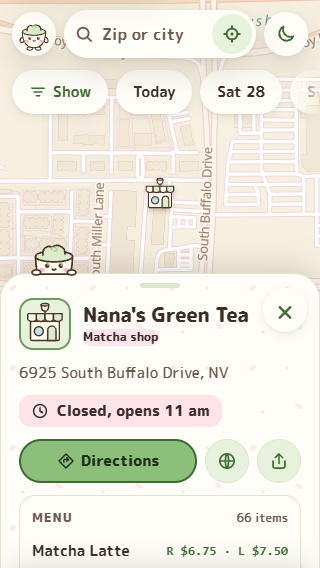 Zip or city
Show
Today
Sat 28
S
South Buffalo Drive
outh Miller Lane
Nana's Green Tea
Matcha shop
6925 South Buffalo Drive, NV
Closed, opens 11 am
Directions
MENU
66 items
Matcha Latte
R $6.75 · L $7.50